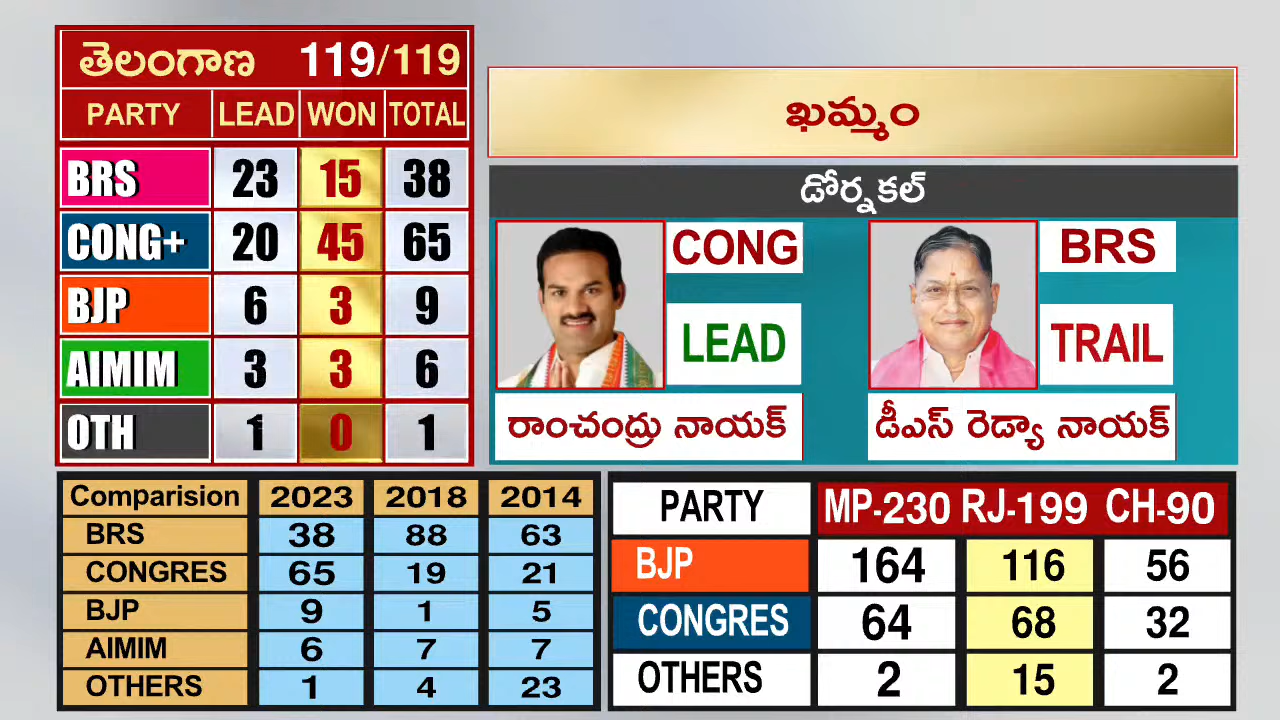 తెలంగాణ 119/119
PARTY LEAD WON TOTAL
BRS 23 15 38
CONG+ 20 45 65
BJP 6 3 9
AIMIM 3 3 6
OTH 1 0 1
ఖమ్మం
డోర్నకల్
CONG BRS
LEAD TRAIL
రాంచంద్రు నాయక్ డీఎస్ రెడ్యా నాయక్
Comparision 2023 2018 2014
BRS 38 88 63
CONGRES 65 19 21
BJP 9 1 5
AIMIM 6 7 7
OTHERS 1 4 23
PARTY MP-230 RJ-199 CH-90
BJP 164 116 56
CONGRES 64 68 32
OTHERS 2 15 2